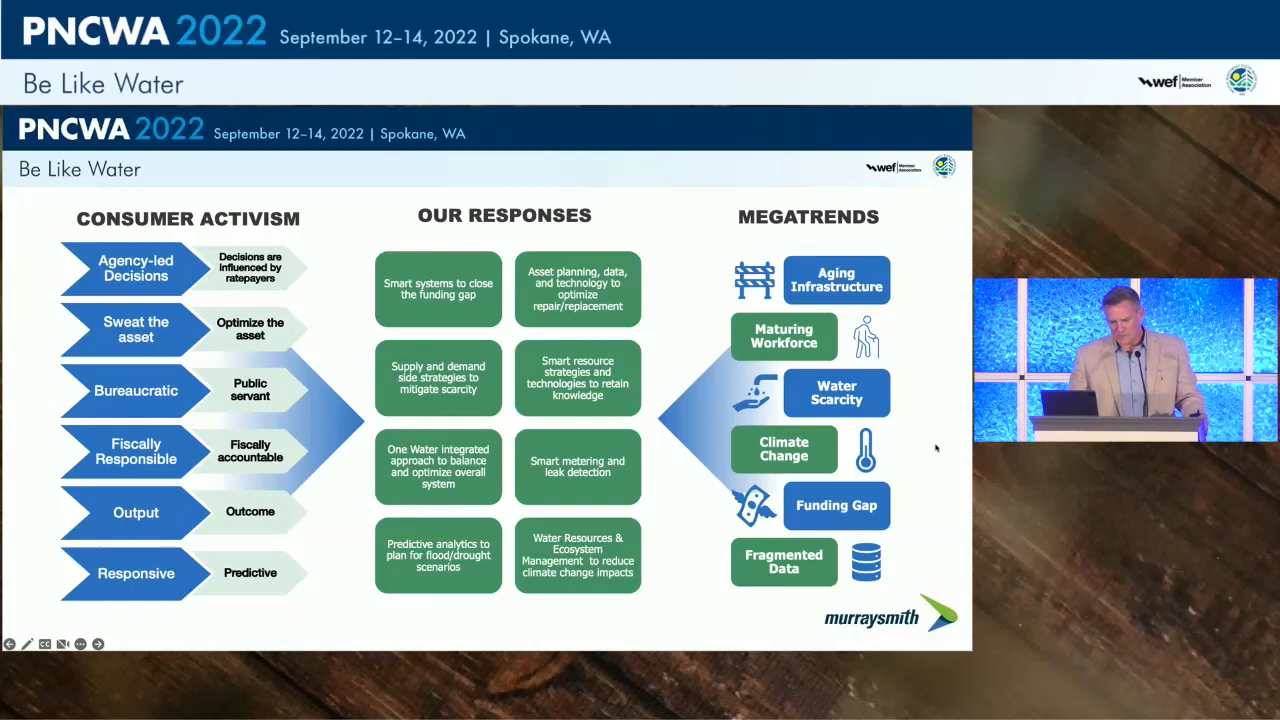 PNCWA 2022 September 12–14, 2022 | Spokane, WA
Be Like Water
wef Member Association
PNCWA 2022 September 12–14, 2022 | Spokane, WA
Be Like Water
wef Member Association
CONSUMER ACTIVISM
Agency-led
Decisions
Decisions are
influenced by
ratepayers
Sweat the
asset
Optimize the
asset
Bureaucratic
Public
servant
Fiscally
Responsible
Fiscally
accountable
Output
Outcome
Responsive
Predictive
OUR RESPONSES
Smart systems to close
the funding gap
Asset planning, data,
and technology to
optimize
repair/replacement
Supply and demand
side strategies to
mitigate scarcity
Smart resource
strategies and
technologies to retain
knowledge
One Water integrated
approach to balance
and optimize overall
system
Smart metering and
leak detection
Predictive analytics to
plan for flood/drought
scenarios
Water Resources &
Ecosystem
Management to reduce
climate change impacts
MEGATRENDS
Aging
Infrastructure
Maturing
Workforce
Water
Scarcity
Climate
Change
Funding Gap
Fragmented
Data
murraysmith
CC